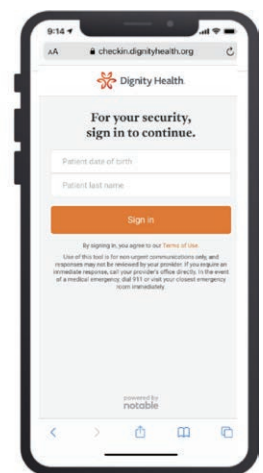 9:14
AA checkin.dignityhealth.org
Dignity Health
For your security,
sign in to continue.
Patient date of birth
Patient last name
Sign in
By signing in, you agree to our Terms of Use
Use of this tool is for non-urgent communications only, and
responses may not be reviewed by your provider. If you require an
immediate response, call your provider's office directly. In the event
of a medical emergency, dial 911 or visit your closest emergency
room immediately.
powered by
notable